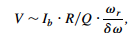 V ∼ I_b · R/Q · ω_r/δω,